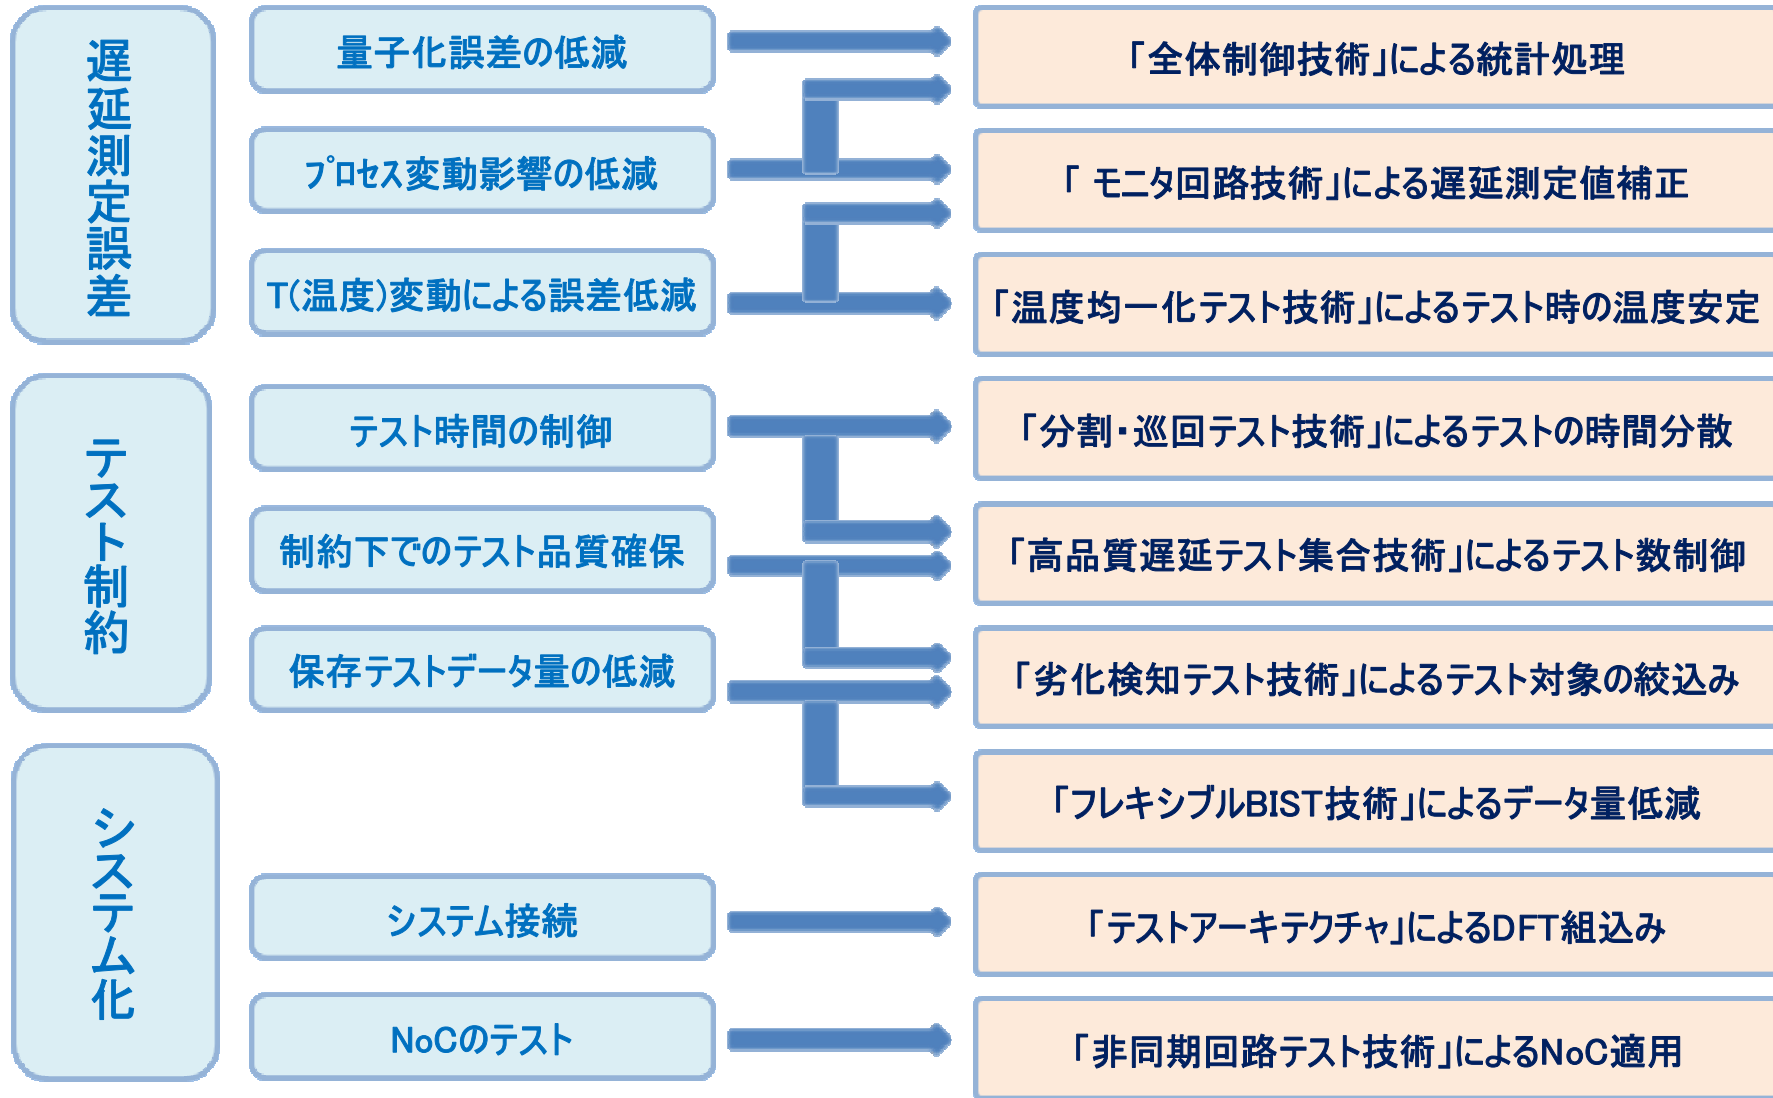 遅延測定誤差
量子化誤差の低減
「全体制御技術」による統計処理
ﾌﾟﾛｾｽ変動影響の低減
「 モニタ回路技術」による遅延測定値補正
T(温度)変動による誤差低減
「温度均一化テスト技術」によるテスト時の温度安定
テスト制約
テスト時間の制御
「分割・巡回テスト技術」によるテストの時間分散
制約下でのテスト品質確保
「高品質遅延テスト集合技術」によるテスト数制御
保存テストデータ量の低減
「劣化検知テスト技術」によるテスト対象の絞込み
「フレキシブルBIST技術」によるデータ量低減
システム化
システム接続
「テストアーキテクチャ」によるDFT組込み
NoCのテスト
「非同期回路テスト技術」によるNoC適用